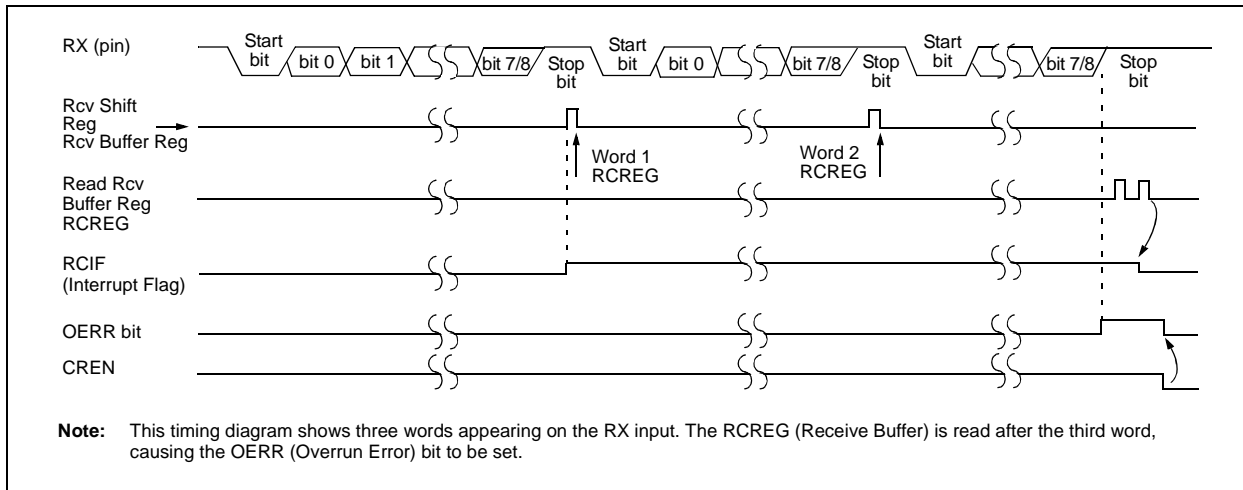 RX (pin)
Start bit
bit 0
bit 1
bit 7/8
Stop bit
Start bit
bit 0
bit 7/8
Stop bit
Start bit
bit 7/8
Stop bit
Rcv Shift
Reg
Rcv Buffer Reg
Word 1
RCREG
Word 2
RCREG
Read Rcv
Buffer Reg
RCREG
RCIF
(Interrupt Flag)
OERR bit
CREN
Note: This timing diagram shows three words appearing on the RX input. The RCREG (Receive Buffer) is read after the third word,
causing the OERR (Overrun Error) bit to be set.